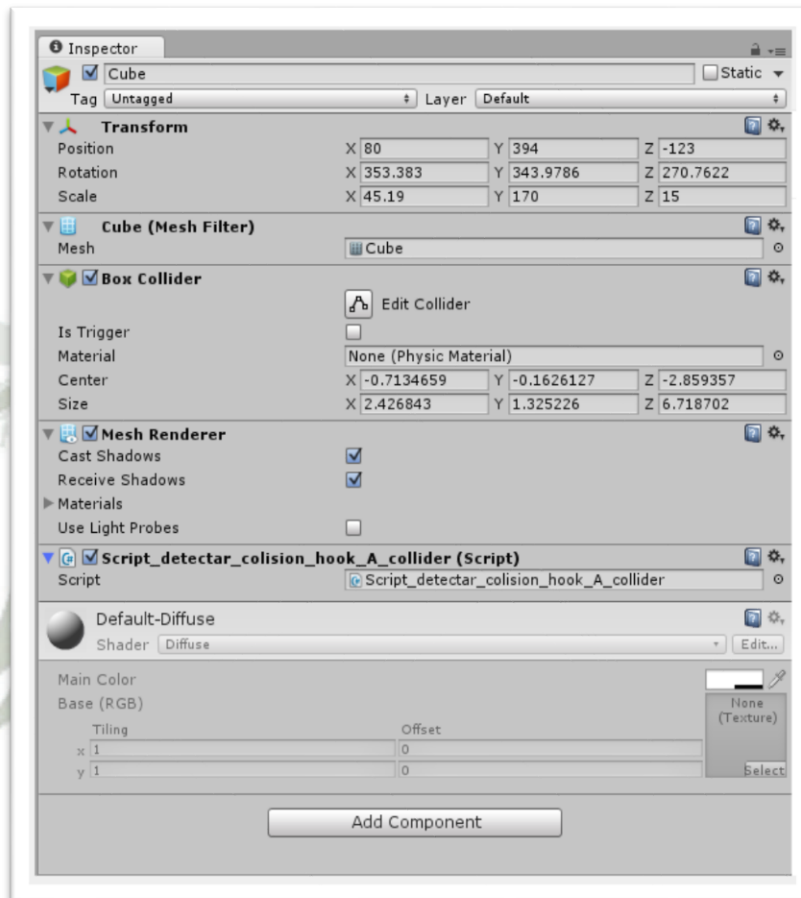 Inspector
Cube Static
Tag Untagged Layer Default
Transform
Position X 80 Y 394 Z -123
Rotation X 353.383 Y 343.9786 Z 270.7622
Scale X 45.19 Y 170 Z 15
Cube (Mesh Filter)
Mesh Cube
Box Collider
Edit Collider
Is Trigger
Material None (Physic Material)
Center X -0.7134659 Y -0.1626127 Z -2.859357
Size X 2.426843 Y 1.325226 Z 6.718702
Mesh Renderer
Cast Shadows
Receive Shadows
Materials
Use Light Probes
Script_detectar_colision_hook_A_collider (Script)
Script Script_detectar_colision_hook_A_collider
Default-Diffuse
Shader Diffuse Edit...
Main Color
Base (RGB) None
(Texture)
Tiling Offset
x 1 0
y 1 0 Select
Add Component